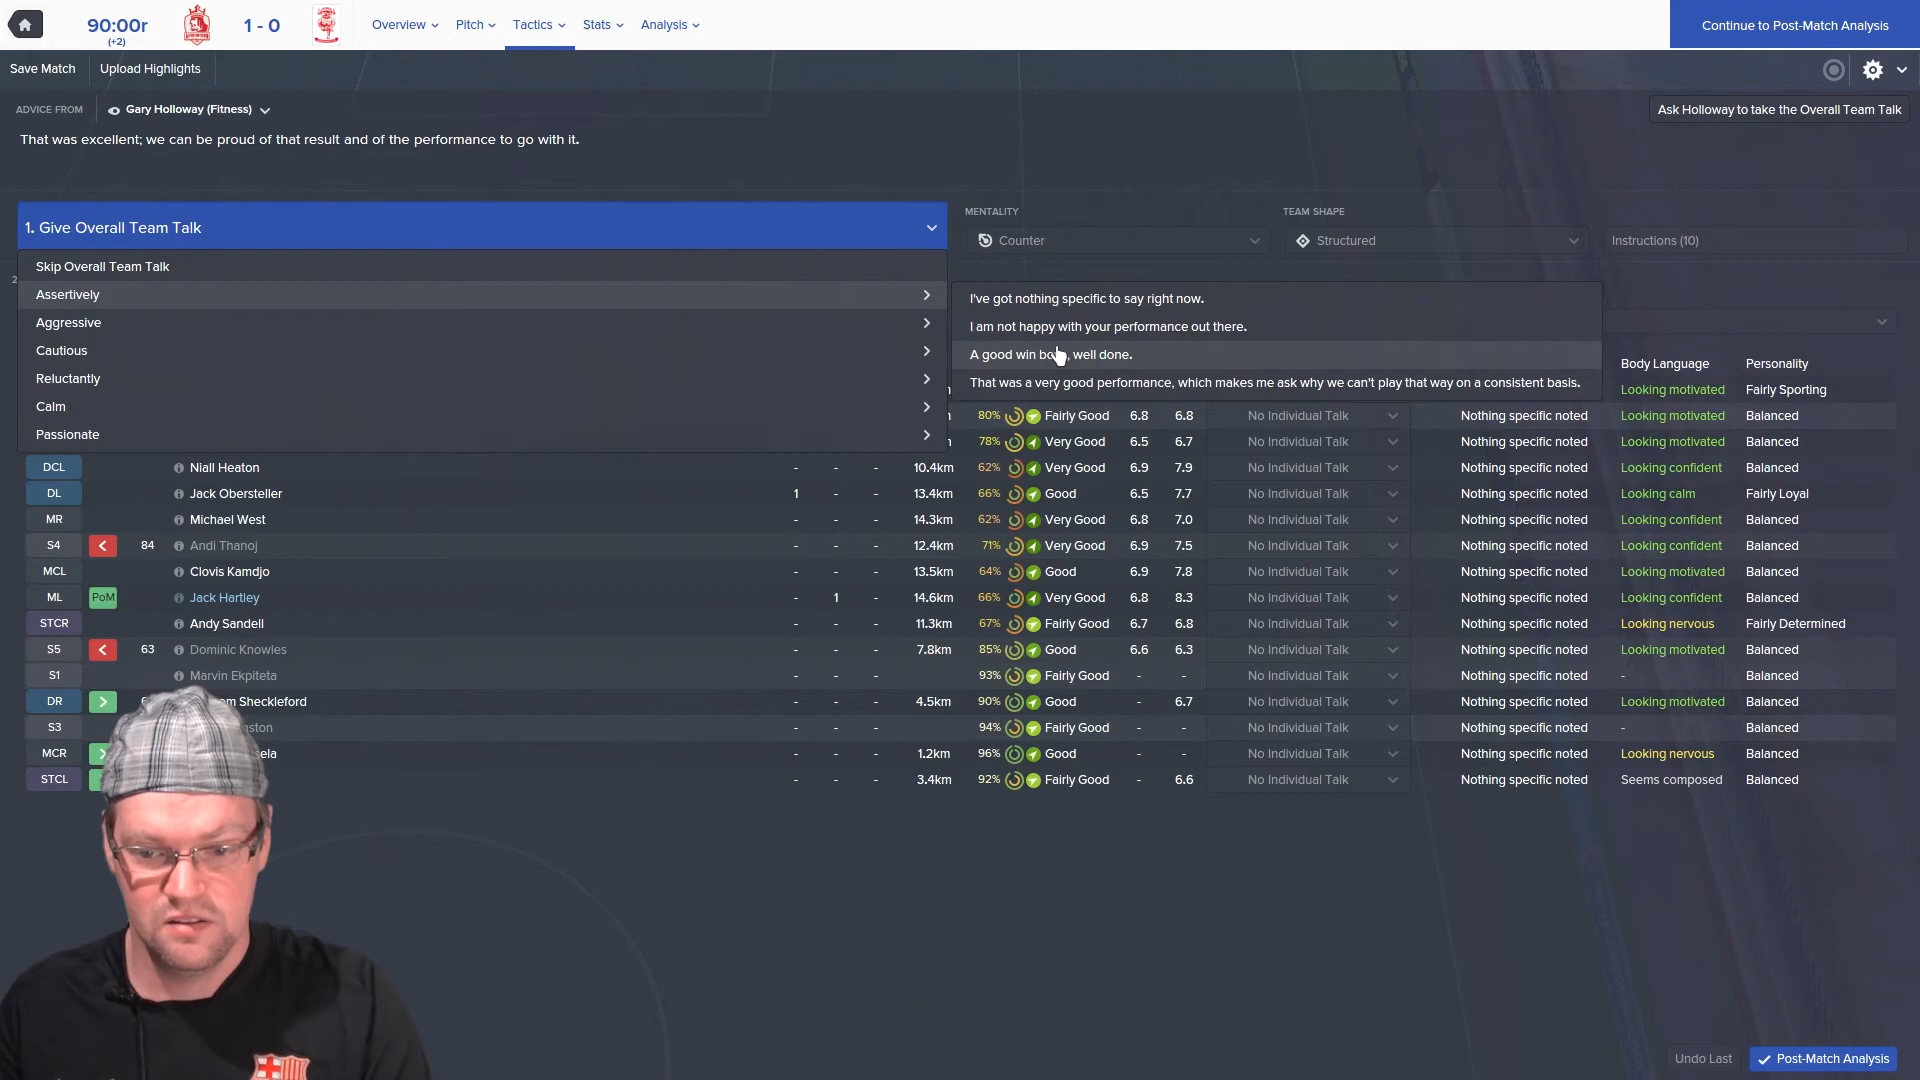 90:00r
(+2)
1 - 0
Overview
Pitch
Tactics
Stats
Analysis
Continue to Post-Match Analysis
Save Match
Upload Highlights
ADVICE FROM
Gary Holloway (Fitness)
Ask Holloway to take the Overall Team Talk
That was excellent; we can be proud of that result and of the performance to go with it.
1. Give Overall Team Talk
MENTALITY
Counter
TEAM SHAPE
Structured
Instructions (10)
Skip Overall Team Talk
Assertively
Aggressive
Cautious
Reluctantly
Calm
Passionate
I've got nothing specific to say right now.
I am not happy with your performance out there.
A good win bo, well done.
That was a very good performance, which makes me ask why we can't play that way on a consistent basis.
Body Language Personality
Looking motivated Fairly Sporting
80% Fairly Good 6.8 6.8 No Individual Talk Nothing specific noted Looking motivated Balanced
78% Very Good 6.5 6.7 No Individual Talk Nothing specific noted Looking motivated Balanced
DCL Niall Heaton - - - 10.4km 62% Very Good 6.9 7.9 No Individual Talk Nothing specific noted Looking confident Balanced
DL Jack Obersteller 1 - - 13.4km 66% Good 6.5 7.7 No Individual Talk Nothing specific noted Looking calm Fairly Loyal
MR Michael West - - - 14.3km 62% Very Good 6.8 7.0 No Individual Talk Nothing specific noted Looking confident Balanced
S4 84 Andi Thanoj - - - 12.4km 71% Very Good 6.9 7.5 No Individual Talk Nothing specific noted Looking confident Balanced
MCL Clovis Kamdjo - - - 13.5km 64% Good 6.9 7.8 No Individual Talk Nothing specific noted Looking motivated Balanced
ML PoM Jack Hartley - 1 - 14.6km 66% Very Good 6.8 8.3 No Individual Talk Nothing specific noted Looking confident Balanced
STCR Andy Sandell - - - 11.3km 67% Fairly Good 6.7 6.8 No Individual Talk Nothing specific noted Looking nervous Fairly Determined
S5 63 Dominic Knowles - - - 7.8km 85% Good 6.6 6.3 No Individual Talk Nothing specific noted Looking motivated Balanced
S1 Marvin Ekpiteta 93% Fairly Good - - No Individual Talk Nothing specific noted - Balanced
DR Sheckleford - - - 4.5km 90% Good - 6.7 No Individual Talk Nothing specific noted Looking motivated Balanced
S3 94% Fairly Good - - No Individual Talk Nothing specific noted - Balanced
MCR - - - 1.2km 96% Good - - No Individual Talk Nothing specific noted Looking nervous Balanced
STCL - - - 3.4km 92% Fairly Good - 6.6 No Individual Talk Nothing specific noted Seems composed Balanced
Undo Last
Post-Match Analysis